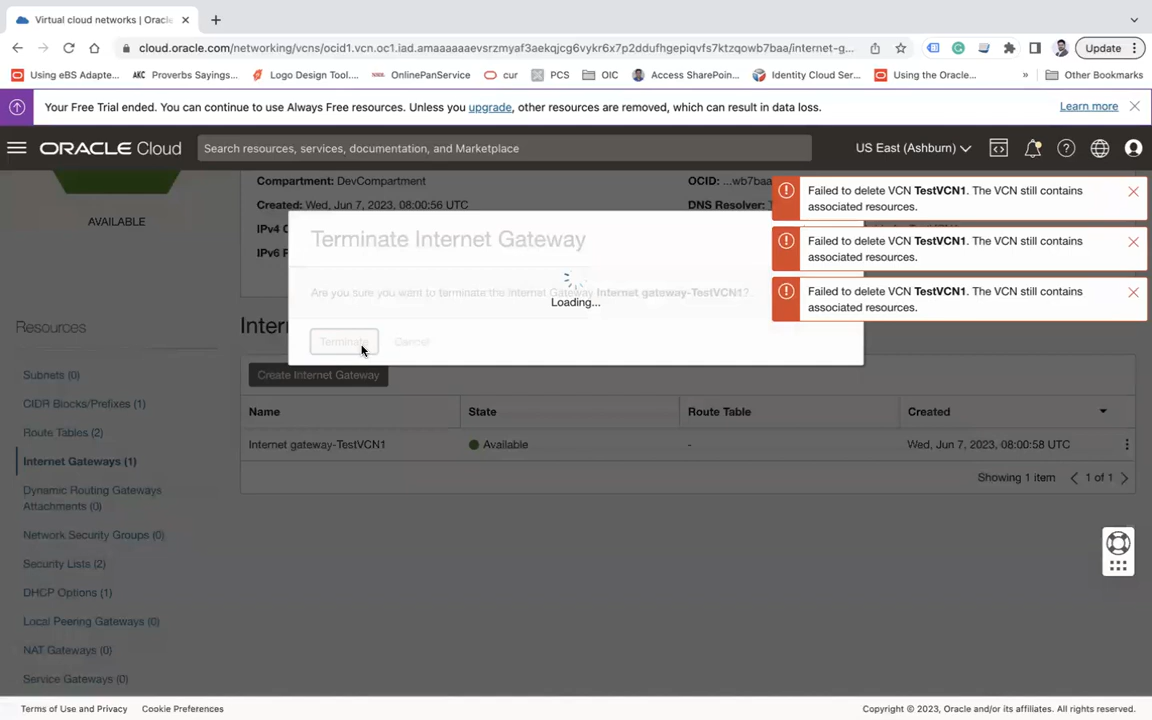 Virtual cloud networks | Oracle
cloud.oracle.com/networking/vcns/ocid1.vcn.oc1.iad.amaaaaaaevsrzmyaf3aekqjcg6vykr6x7p2ddufhgepiqvfs7ktzqowb7baa/internet-g...
Update
Using eBS Adapte...
AKC
Proverbs Sayings...
Logo Design Tool....
OnlinePanService
cur
PCS
OIC
Access SharePoin...
Identity Cloud Ser...
Using the Oracle...
»
Other Bookmarks
Your Free Trial ended. You can continue to use Always Free resources. Unless you upgrade, other resources are removed, which can result in data loss.
Learn more
ORACLE Cloud
Search resources, services, documentation, and Marketplace
US East (Ashburn)
AVAILABLE
Compartment: DevCompartment
Created: Wed, Jun 7, 2023, 08:00:56 UTC
IPv4 C
IPv6 F
OCID: ...wb7baa
DNS Resolver:
Failed to delete VCN TestVCN1. The VCN still contains
associated resources.
Failed to delete VCN TestVCN1. The VCN still contains
associated resources.
Failed to delete VCN TestVCN1. The VCN still contains
associated resources.
Terminate Internet Gateway
Are you sure you want to terminate the Internet Gateway Internet gateway-TestVCN1?
Loading...
Terminate
Cancel
Resources
Subnets (0)
CIDR Blocks/Prefixes (1)
Route Tables (2)
Internet Gateways (1)
Dynamic Routing Gateways
Attachments (0)
Network Security Groups (0)
Security Lists (2)
DHCP Options (1)
Local Peering Gateways (0)
NAT Gateways (0)
Service Gateways (0)
Inter
Create Internet Gateway
Name
State
Route Table
Created
Internet gateway-TestVCN1
Available
-
Wed, Jun 7, 2023, 08:00:58 UTC
Showing 1 item
1 of 1
Terms of Use and Privacy
Cookie Preferences
Copyright © 2023, Oracle and/or its affiliates. All rights reserved.